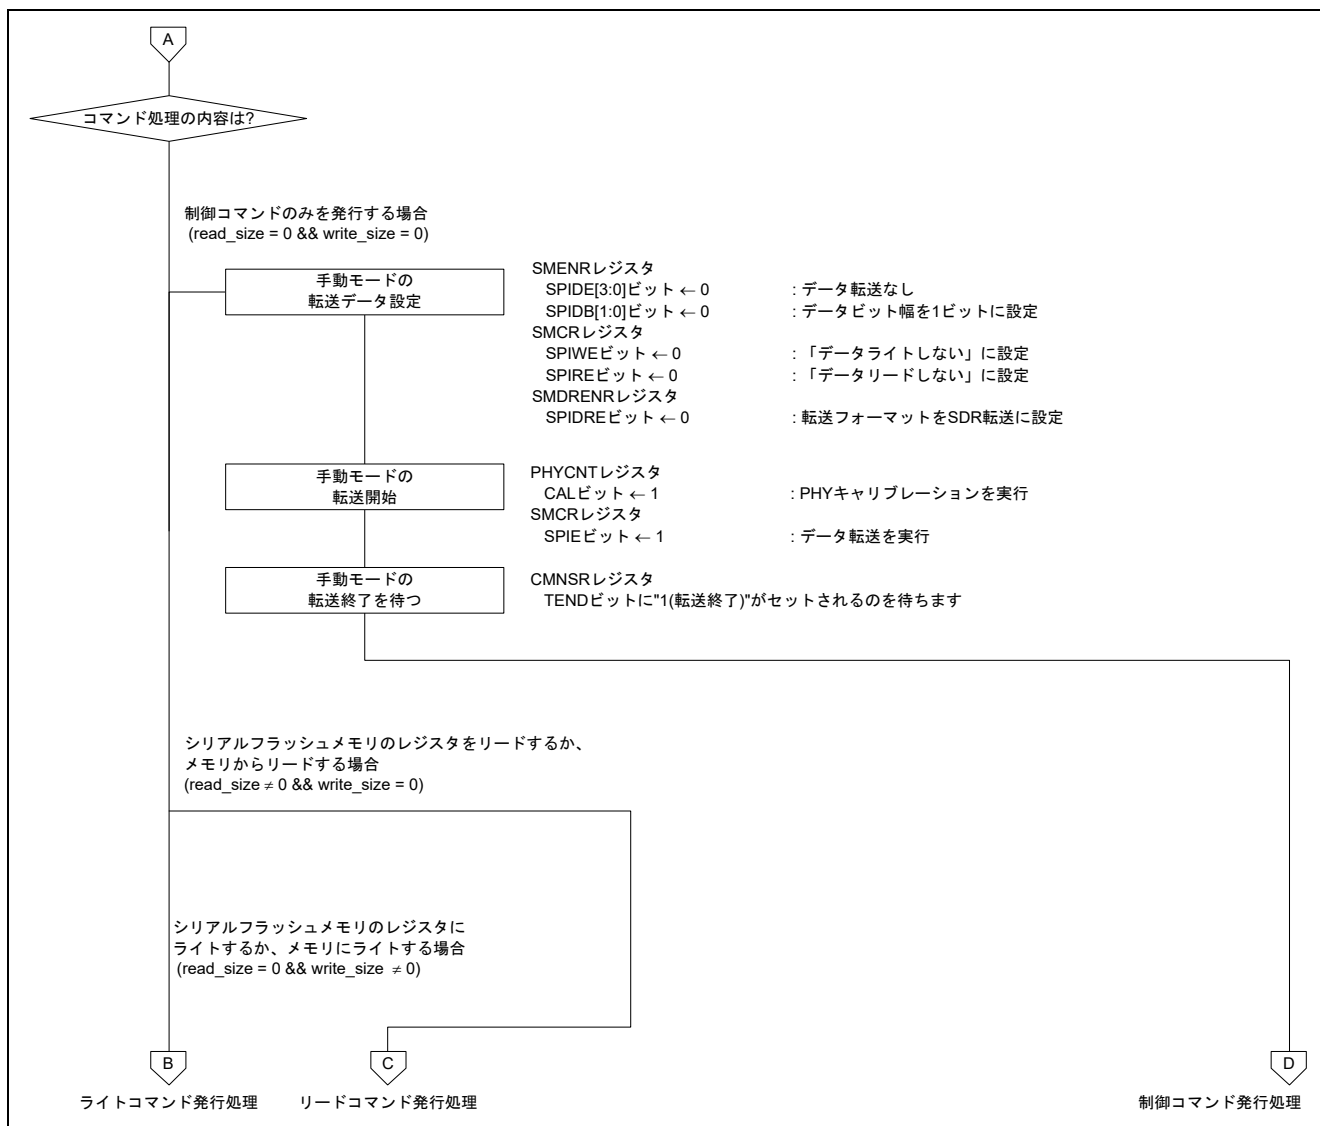 A
コマンド処理の内容は?
制御コマンドのみを発行する場合
(read_size = 0 && write_size = 0)
手動モードの
転送データ設定
SMENRレジスタ
SPIDE[3:0]ビット ← 0 : データ転送なし
SPIDB[1:0]ビット ← 0 : データビット幅を1ビットに設定
SMCRレジスタ
SPIWEビット ← 0 : 「データライトしない」に設定
SPIREビット ← 0 : 「データリードしない」に設定
SMDRENRレジスタ
SPIDREビット ← 0 : 転送フォーマットをSDR転送に設定
手動モードの
転送開始
PHYCNTレジスタ
CALビット ← 1 : PHYキャリブレーションを実行
SMCRレジスタ
SPIEビット ← 1 : データ転送を実行
手動モードの
転送終了を待つ
CMNSRレジスタ
TENDビットに"1(転送終了)"がセットされるのを待ちます
シリアルフラッシュメモリのレジスタをリードするか、
メモリからリードする場合
(read_size ≠ 0 && write_size = 0)
シリアルフラッシュメモリのレジスタに
ライトするか、メモリにライトする場合
(read_size = 0 && write_size ≠ 0)
B
C
D
ライトコマンド発行処理
リードコマンド発行処理
制御コマンド発行処理